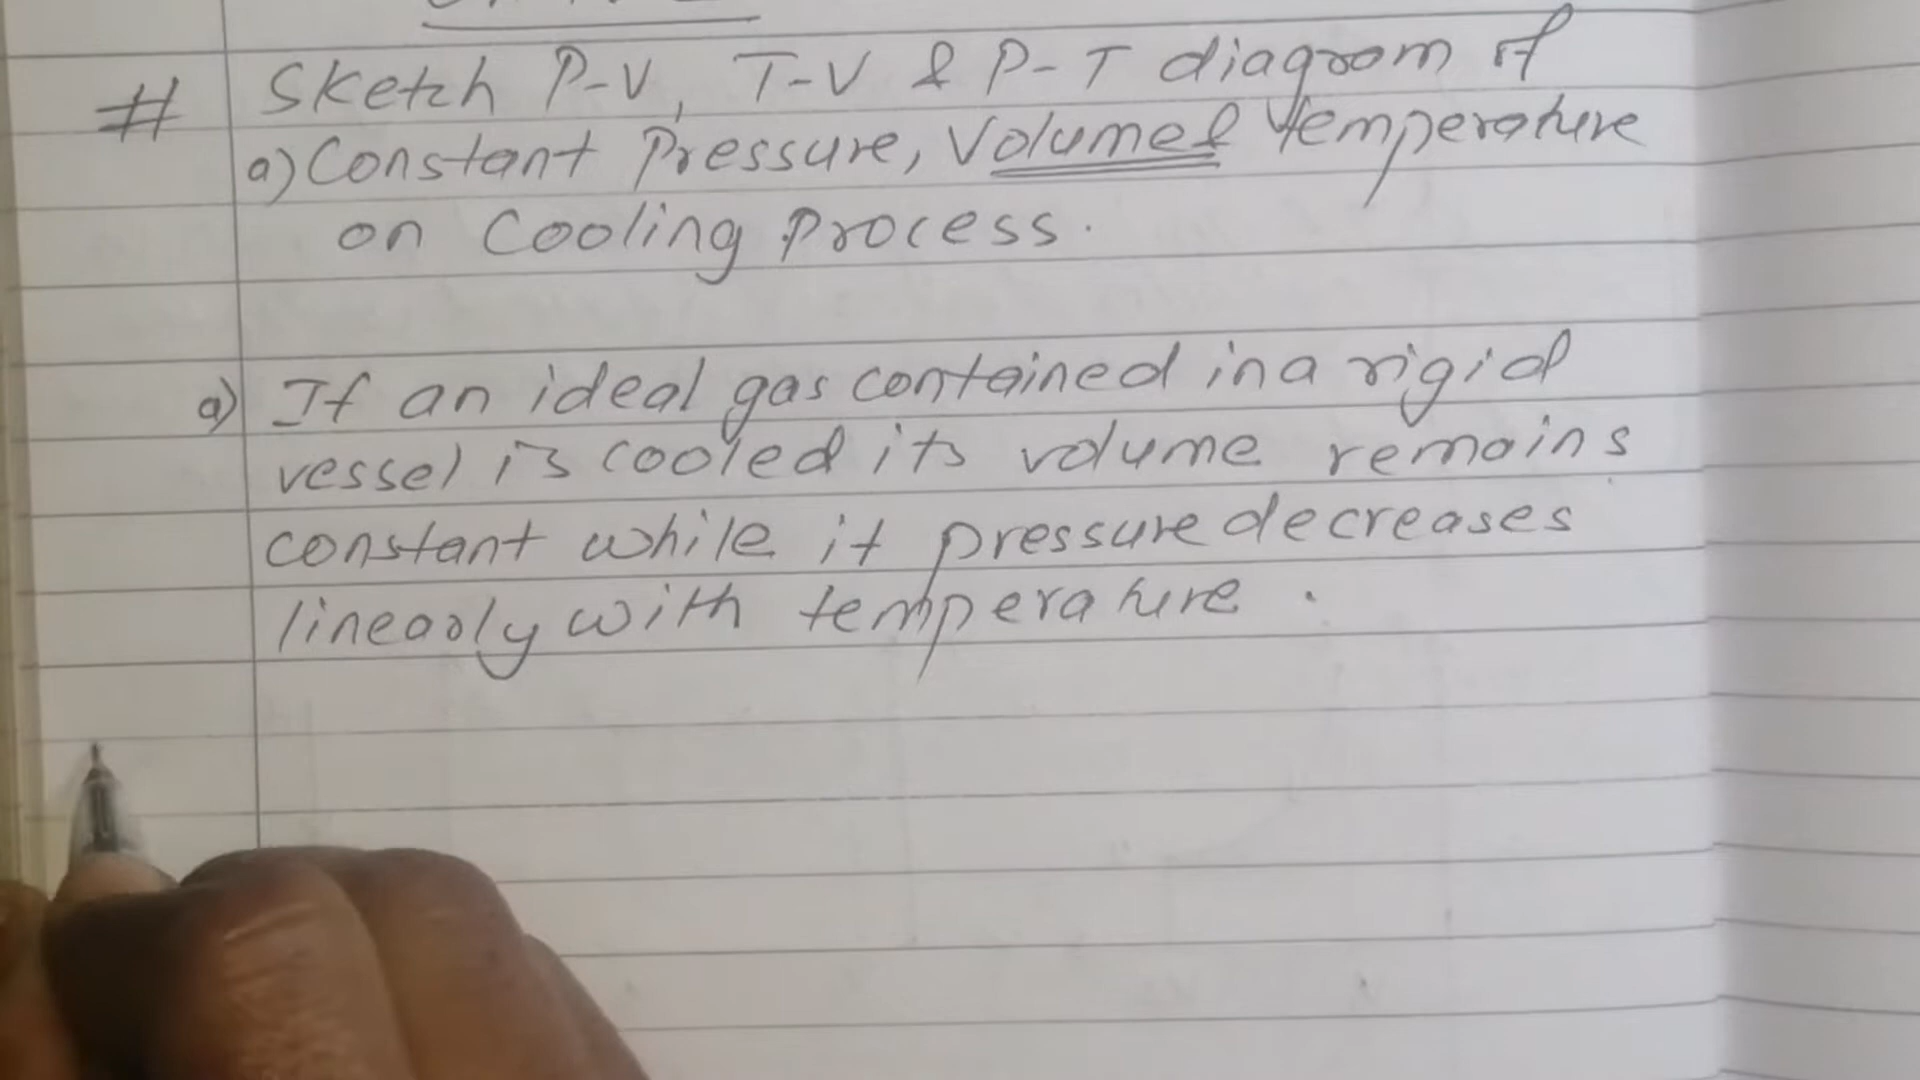 # Sketch P-V, T-V & P-T diagram of
a) Constant Pressure, Volume & temperature
on cooling process.
a) If an ideal gas contained in a rigid
vessel is cooled its volume remains
constant while it pressure decreases
linearly with temperature.